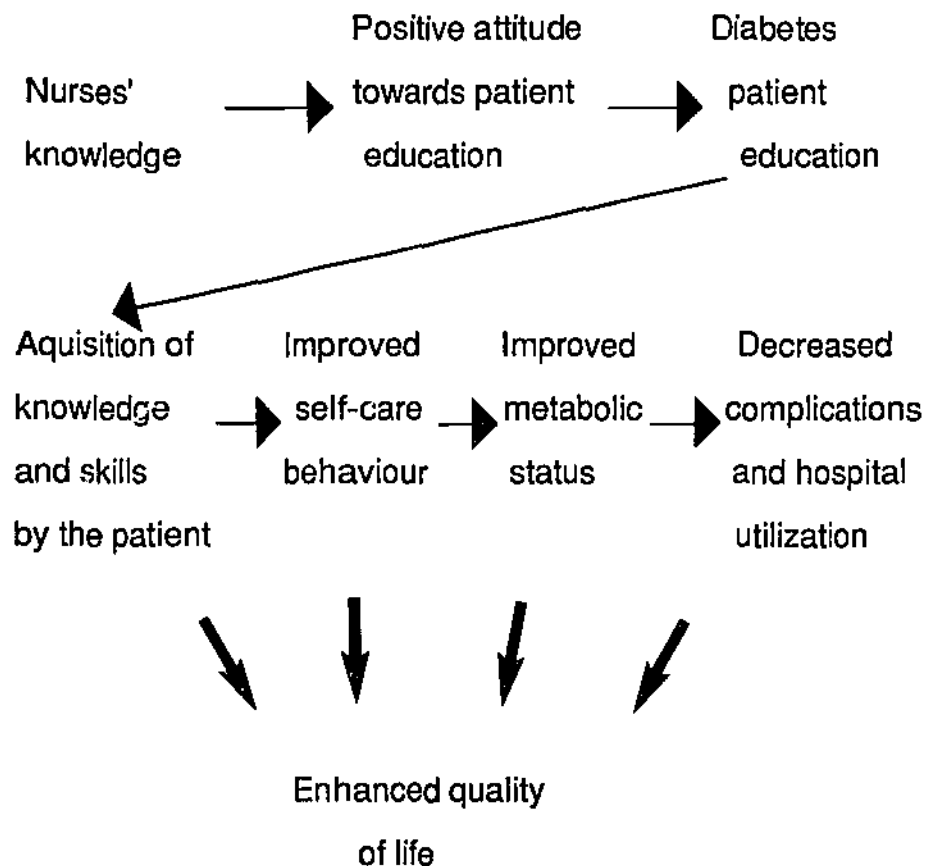 Nurses'
knowledge
Positive attitude
towards patient
education
Diabetes
patient
education
Aquisition of
knowledge
and skills
by the patient
Improved
self-care
behaviour
Improved
metabolic
status
Decreased
complications
and hospital
utilization
Enhanced quality
of life